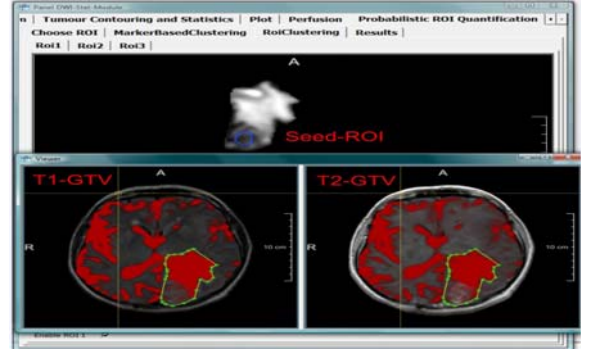 Panel DWI-Stat-Module
n | Tumour Contouring and Statistics | Plot | Perfusion | Probabilistic ROI Quantification
Choose ROI | MarkerBasedClustering | RoiClustering | Results |
Roi1 | Roi2 | Roi3 |
A
Seed-ROI
Viewer
T1-GTV A T2-GTV A
R 10 cm R 10 cm
Enable ROI 1